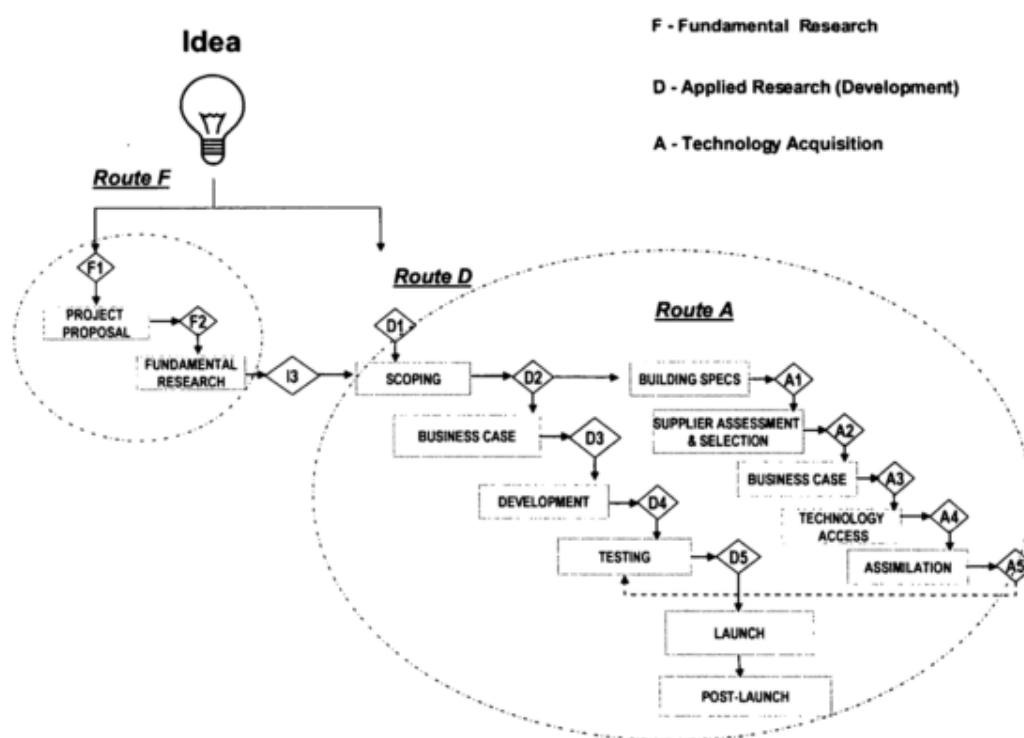 F - Fundamental Research
Idea
D - Applied Research (Development)
A - Technology Acquisition
Route F
F1
Route D
Route A
PROJECT
PROPOSAL
F2
D1
FUNDAMENTAL
RESEARCH
I3
SCOPING
D2
BUILDING SPECS
A1
BUSINESS CASE
D3
SUPPLIER ASSESSMENT
& SELECTION
A2
BUSINESS CASE
A3
DEVELOPMENT
D4
TECHNOLOGY
ACCESS
A4
TESTING
D5
ASSIMILATION
A5
LAUNCH
POST-LAUNCH